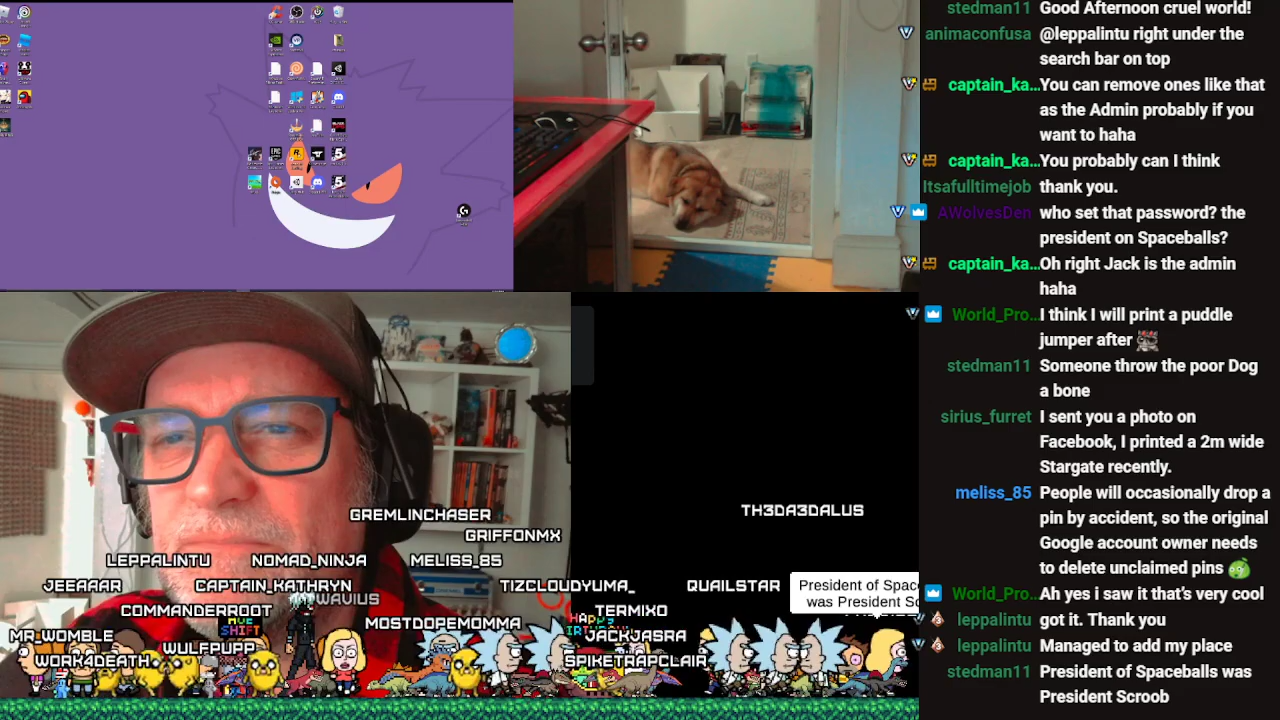 stedman11 Good Afternoon cruel world!
animaconfusa @leppalintu right under the
search bar on top
captain_ka... You can remove ones like that
as the Admin probably if you
want to haha
captain_ka... You probably can I think
Itsafulltimejob thank you.
AWolvesDen who set that password? the
president on Spaceballs?
captain_ka... Oh right Jack is the admin
haha
World_Pro... I think I will print a puddle
jumper after
stedman11 Someone throw the poor Dog
a bone
sirius_furret I sent you a photo on
Facebook, I printed a 2m wide
Stargate recently.
meliss_85 People will occasionally drop a
pin by accident, so the original
Google account owner needs
to delete unclaimed pins
World_Pro... Ah yes i saw it that's very cool
leppalintu got it. Thank you
leppalintu Managed to add my place
stedman11 President of Spaceballs was
President Scroob
TH3DA3DALUS
GREMLINCHASER
GRIFFONMX
LEPPALINTU NOMAD_NINJA MELISS_85
JEEAAAR CAPTAIN_KATHRYN TIZCLOUDYUMA_ QUAILSTAR
President of Spac
was President Sc
WAVIUS
COMMANDERROOT TERMIXO
MOSTDOPEMOMMA
MR_WOMBLE JACKJASRA
WULFPUPP
WORK4DEATH SPIKETRAPCLAIR